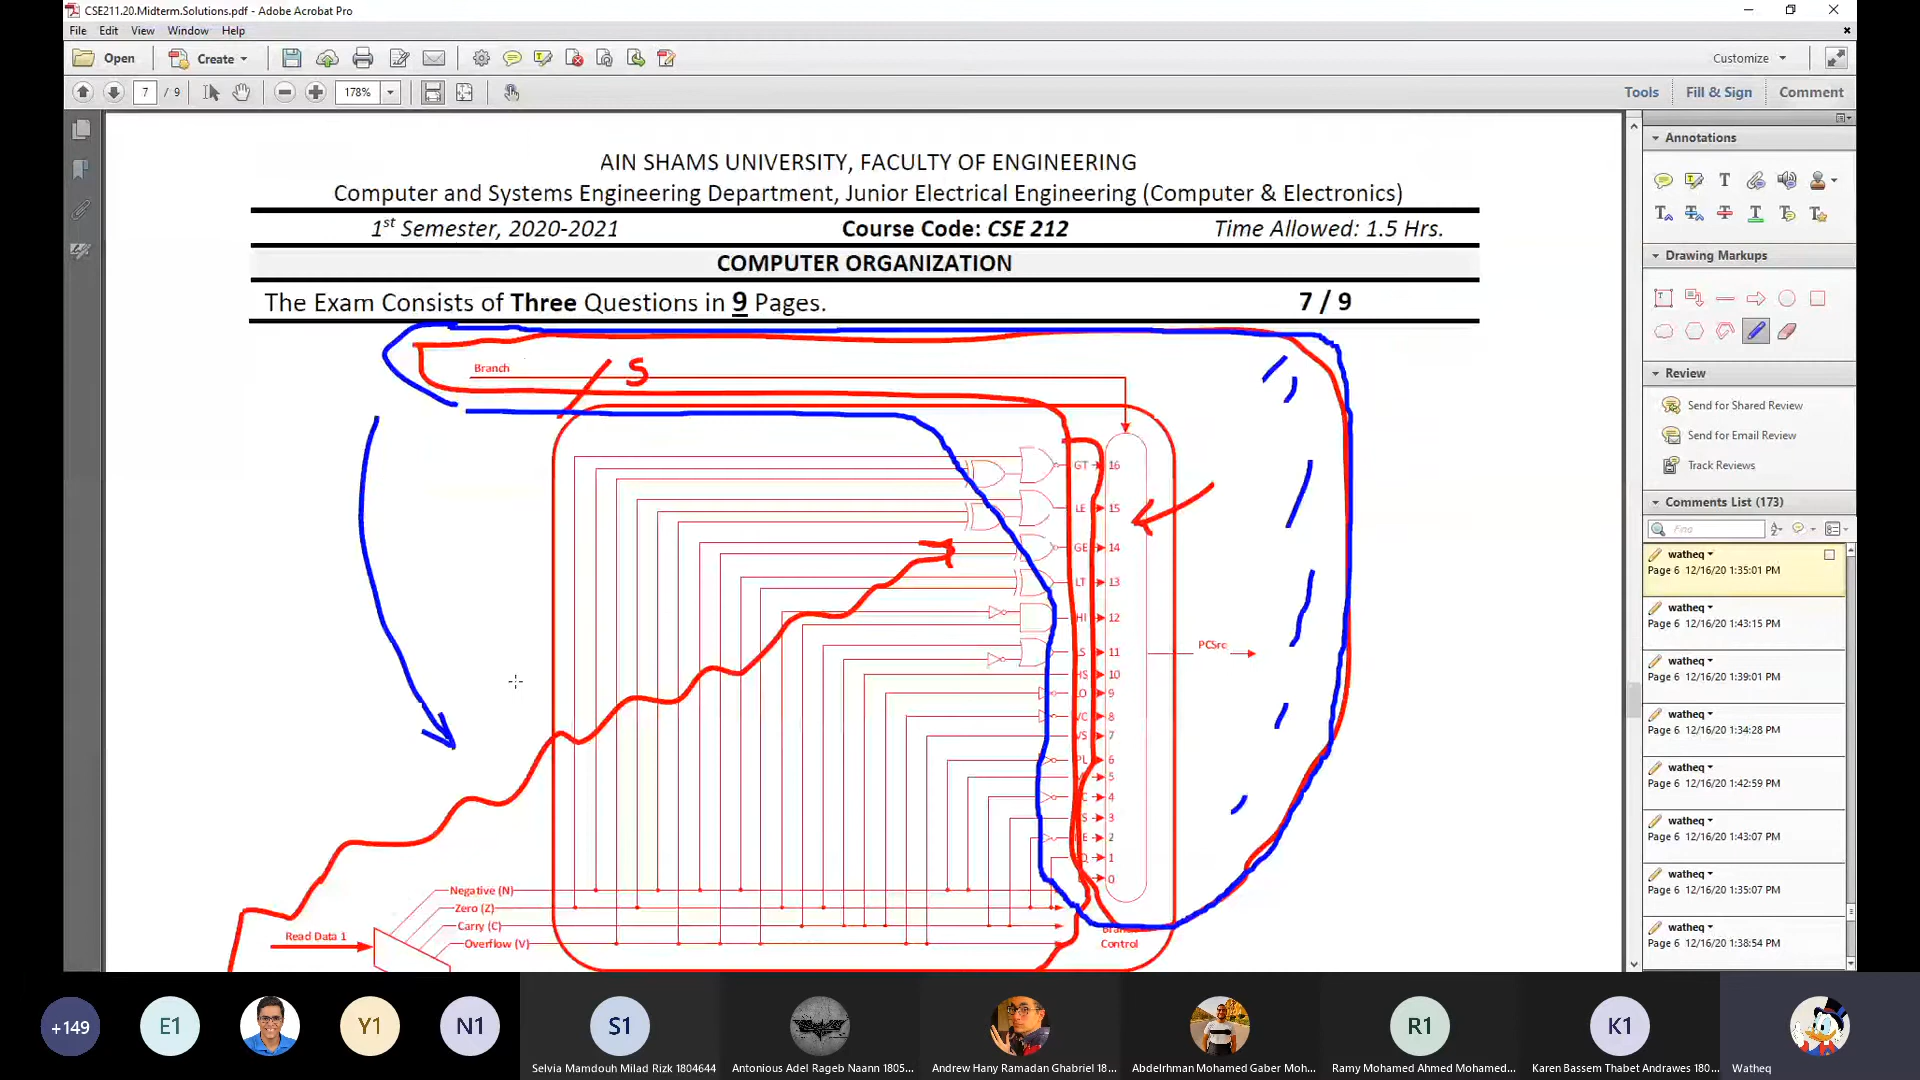 CSE211.20.Midterm.Solutions.pdf - Adobe Acrobat Pro
File Edit View Window Help
Open Create Customize
7 / 9 178% Tools Fill & Sign Comment
AIN SHAMS UNIVERSITY, FACULTY OF ENGINEERING
Computer and Systems Engineering Department, Junior Electrical Engineering (Computer & Electronics)
1st Semester, 2020-2021 Course Code: CSE 212 Time Allowed: 1.5 Hrs.
COMPUTER ORGANIZATION
The Exam Consists of Three Questions in 9 Pages. 7 / 9
Branch
5
GT 16
LE 15
GE 14
LT 13
HI 12
LS 11
HS 10
LO 9
VC 8
VS 7
PL 6
5
4
3
2
1
0
PCSrc
Negative (N)
Zero (Z)
Carry (C)
Overflow (V)
Read Data 1
Control
Annotations
Drawing Markups
Review
Send for Shared Review
Send for Email Review
Track Reviews
Comments List (173)
Find
watheq
Page 6 12/16/20 1:35:01 PM
watheq
Page 6 12/16/20 1:43:15 PM
watheq
Page 6 12/16/20 1:39:01 PM
watheq
Page 6 12/16/20 1:34:28 PM
watheq
Page 6 12/16/20 1:42:59 PM
watheq
Page 6 12/16/20 1:43:07 PM
watheq
Page 6 12/16/20 1:35:07 PM
watheq
Page 6 12/16/20 1:38:54 PM
+149 E1 Y1 N1 S1 R1 K1
Selvia Mamdouh Milad Rizk 1804644
Antonious Adel Rageb Naann 1805...
Andrew Hany Ramadan Ghabriel 18...
Abdelrhman Mohamed Gaber Moh...
Ramy Mohamed Ahmed Mohamed...
Karen Bassem Thabet Andrawes 180...
Watheq